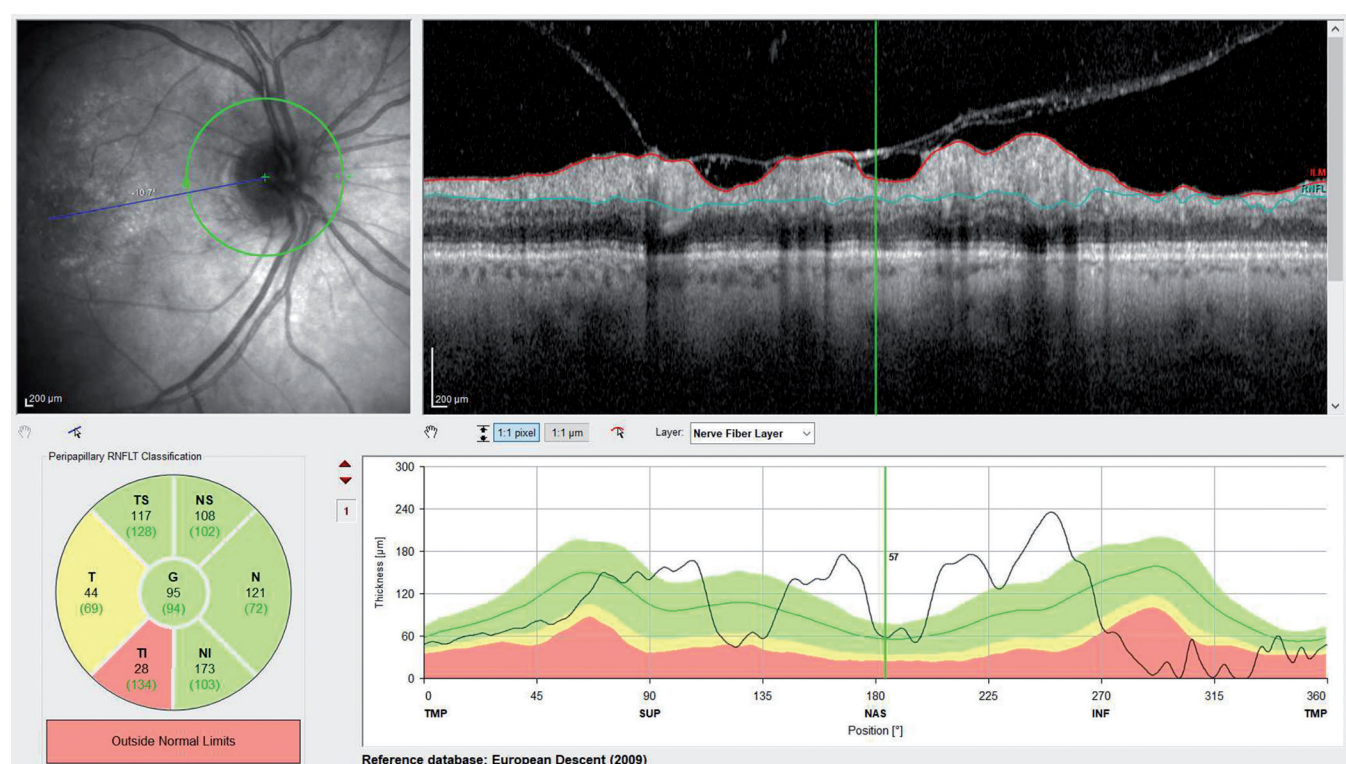 -10.7°
200 µm
ILM
RNFL
200 µm
1:1 pixel
1:1 µm
Layer:
Nerve Fiber Layer
Peripapillary RNFLT Classification
TS
117
(128)
NS
108
(102)
T
44
(69)
G
95
(94)
N
121
(72)
TI
28
(134)
NI
173
(103)
Outside Normal Limits
1
Thickness [µm]
300
240
180
120
60
0
57
0 45 90 135 180 225 270 315 360
TMP SUP NAS INF TMP
Position [°]
Reference database: European Descent (2009)